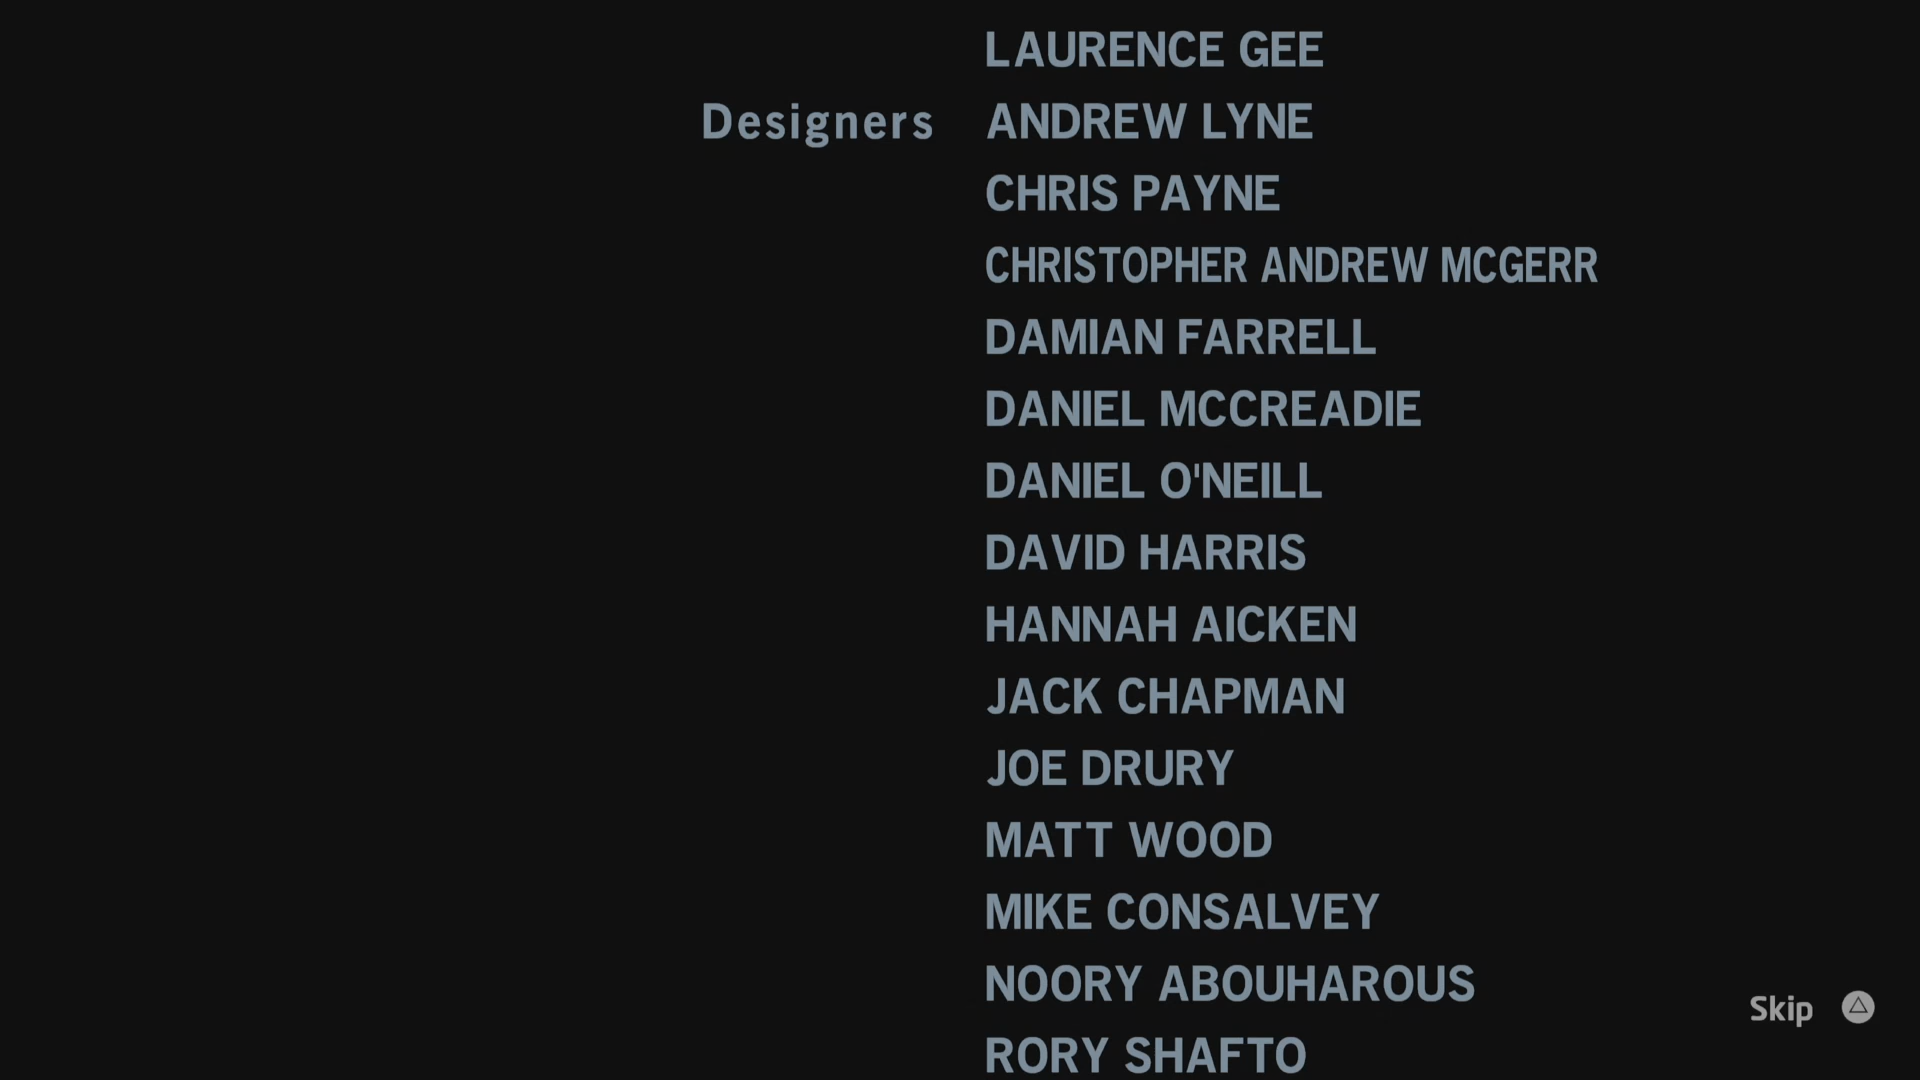 LAURENCE GEE
Designers ANDREW LYNE
CHRIS PAYNE
CHRISTOPHER ANDREW MCGERR
DAMIAN FARRELL
DANIEL MCCREADIE
DANIEL O'NEILL
DAVID HARRIS
HANNAH AICKEN
JACK CHAPMAN
JOE DRURY
MATT WOOD
MIKE CONSALVEY
NOORY ABOUHAROUS
Skip
RORY SHAFTO